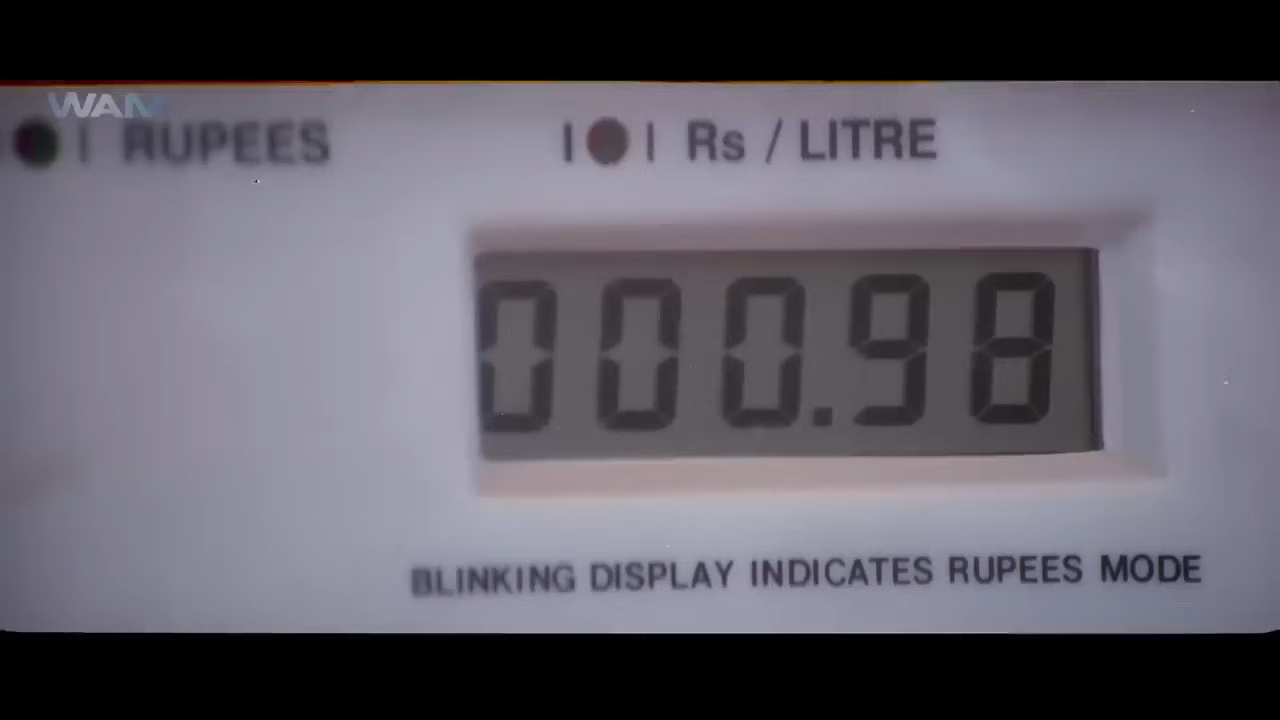 WAM
RUPEES
Rs / LITRE
000.98
BLINKING DISPLAY INDICATES RUPEES MODE